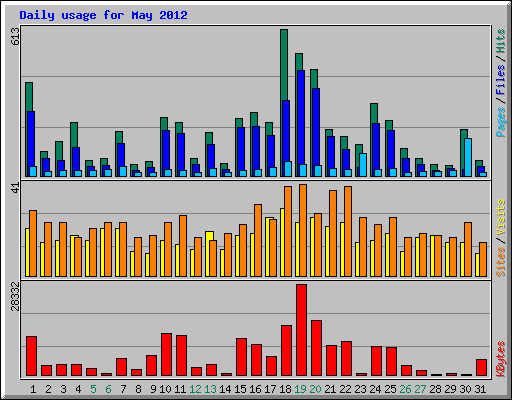 Daily usage for May 2012
613
Pages / Files / Hits
41
Sites / Visits
28332
KBytes
1 2 3 4 5 6 7 8 9 10 11 12 13 14 15 16 17 18 19 20 21 22 23 24 25 26 27 28 29 30 31